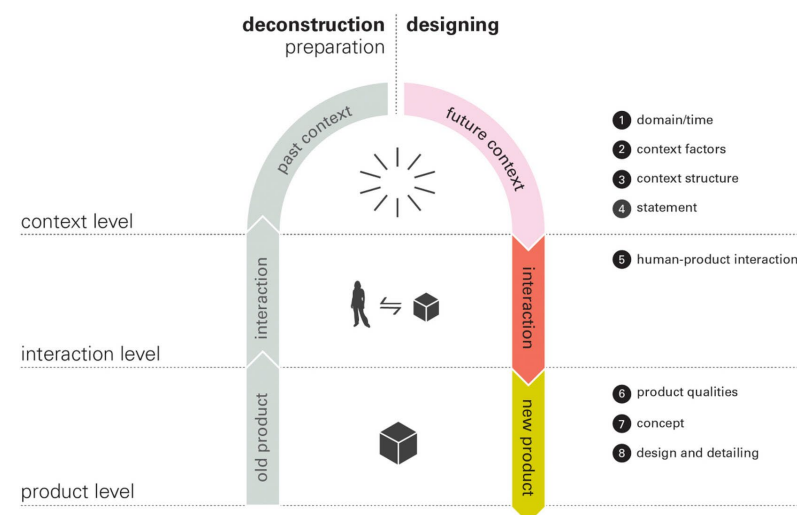 deconstruction
preparation
designing
past context
future context
1 domain/time
2 context factors
3 context structure
4 statement
context level
interaction
interaction
5 human-product interaction
interaction level
old product
new product
6 product qualities
7 concept
8 design and detailing
product level